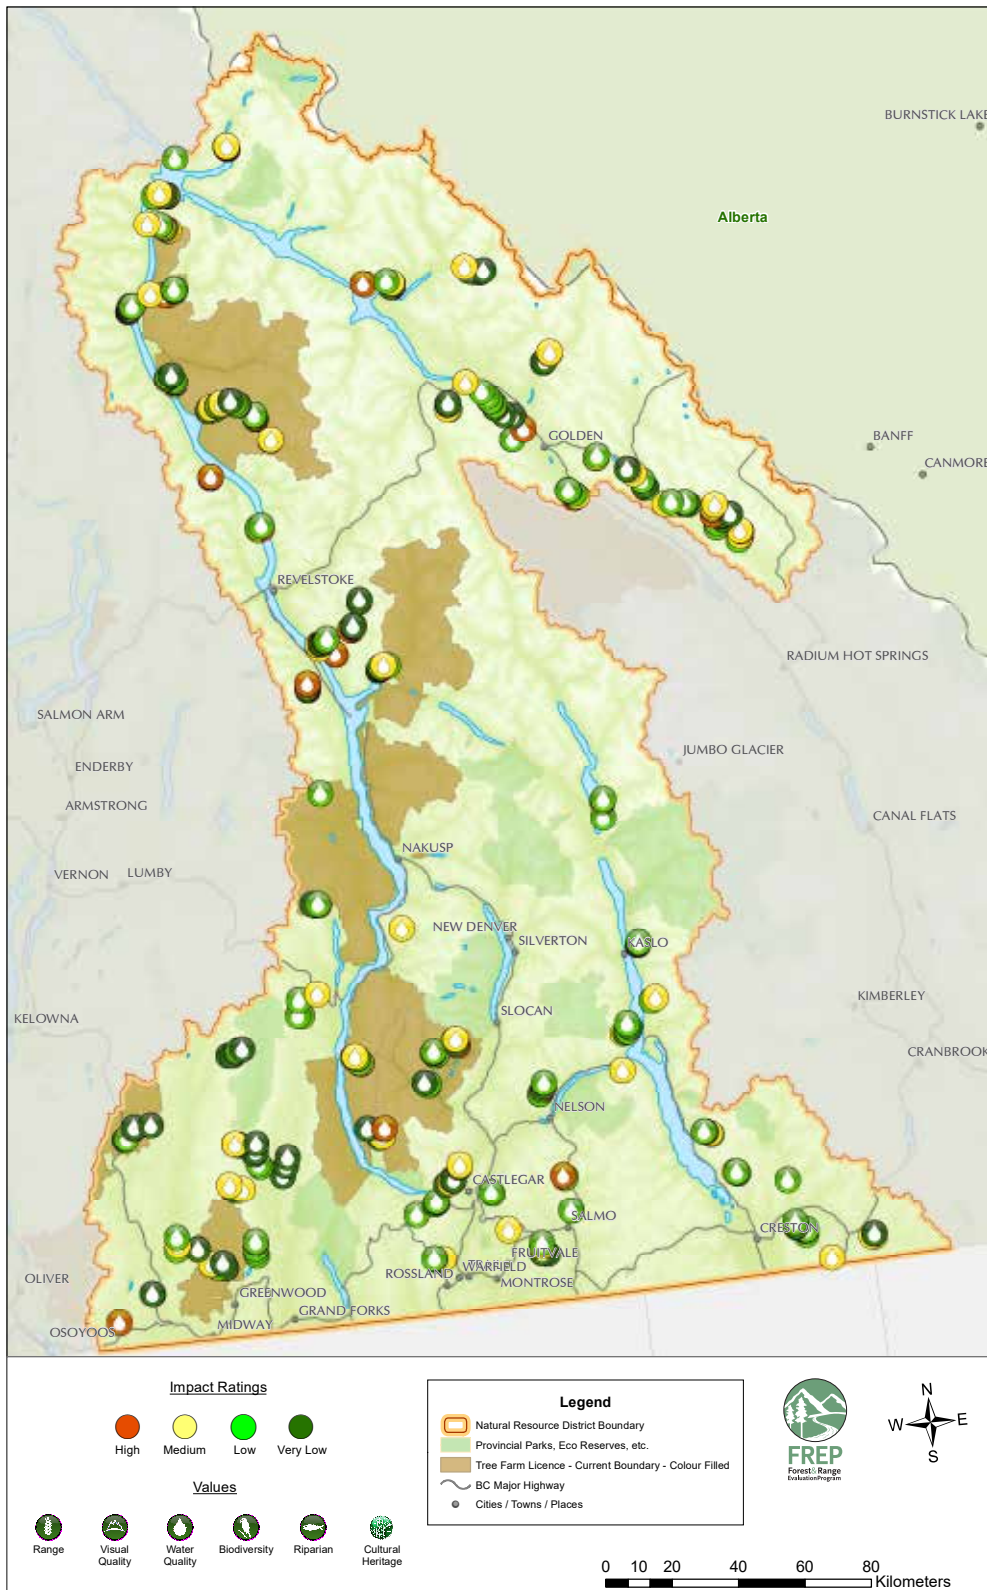 BURNSTICK LAKE
Alberta
BANFF
GOLDEN
CANMORE
REVELSTOKE
RADIUM HOT SPRINGS
SALMON ARM
JUMBO GLACIER
ENDERBY
ARMSTRONG
CANAL FLATS
NAKUSP
VERNON
LUMBY
NEW DENVER
SILVERTON
KASLO
KIMBERLEY
SLOCAN
KELOWNA
CRANBROOK
NELSON
CASTLEGAR
SALMO
CRESTON
FRUITVALE
WARFIELD
ROSSLAND
MONTROSE
OLIVER
GREENWOOD
GRAND FORKS
MIDWAY
OSOYOOS
Impact Ratings
High
Medium
Low
Very Low
Values
Range
Visual
Quality
Water
Quality
Biodiversity
Riparian
Cultural
Heritage
Legend
Natural Resource District Boundary
Provincial Parks, Eco Reserves, etc.
Tree Farm Licence - Current Boundary - Colour Filled
BC Major Highway
Cities / Towns / Places
FREP
Forest & Range
Evaluation Program
N
W
E
S
0 10 20 40 60 80
Kilometers